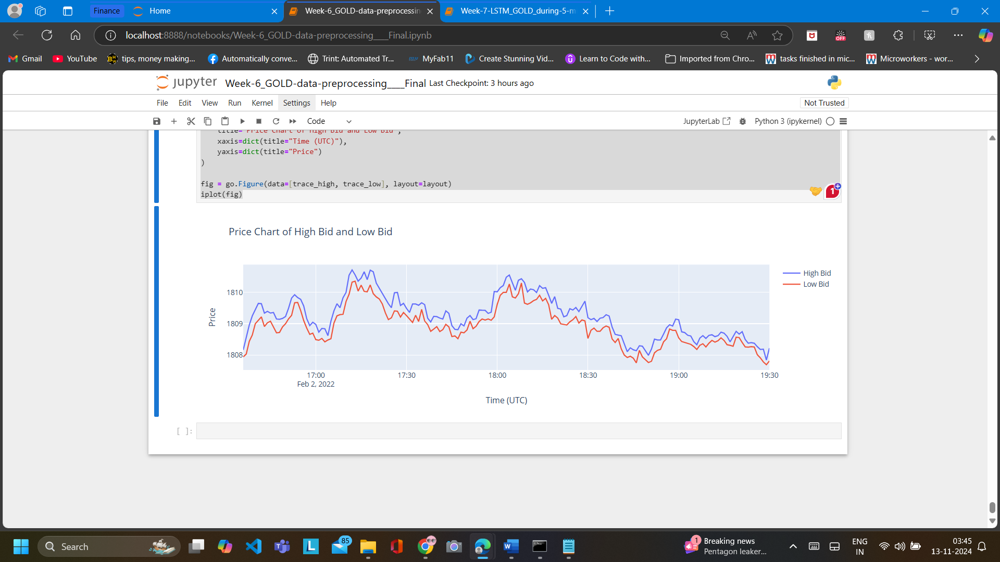 Finance
Home
Week-6_GOLD-data-preprocessin
Week-7-LSTM_GOLD_during-5-m
localhost:8888/notebooks/Week-6_GOLD-data-preprocessing____Final.ipynb
OFF
Gmail
YouTube
tips, money making...
Automatically conve...
Trint: Automated Tr...
MyFab11
Create Stunning Vid...
Learn to Code with...
Imported from Chro...
tasks finished in mic...
Microworkers - wor...
jupyter
Week-6_GOLD-data-preprocessing____Final Last Checkpoint: 3 hours ago
File Edit View Run Kernel Settings Help
Not Trusted
Code
JupyterLab
Python 3 (ipykernel)
title="Price Chart of High Bid and Low Bid",
xaxis=dict(title="Time (UTC)"),
yaxis=dict(title="Price")
)
fig = go.Figure(data=[trace_high, trace_low], layout=layout)
iplot(fig)
1
Price Chart of High Bid and Low Bid
High Bid
Low Bid
1810
1809
1808
Price
17:00
17:30
18:00
18:30
19:00
19:30
Feb 2, 2022
Time (UTC)
[ ]:
Search
85
1
Breaking news
Pentagon leaker...
ENG
IN
03:45
13-11-2024